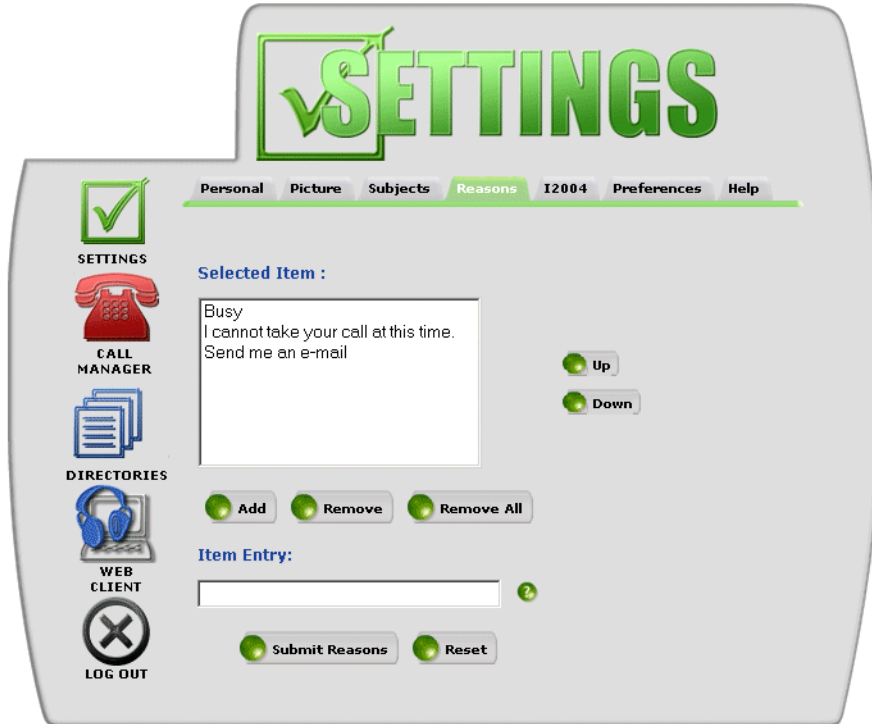 SETTINGS
Personal Picture Subjects Reasons I2004 Preferences Help
SETTINGS
CALL
MANAGER
DIRECTORIES
WEB
CLIENT
LOG OUT
Selected Item :
Busy
I cannot take your call at this time.
Send me an e-mail
Up
Down
Add Remove Remove All
Item Entry:
?
Submit Reasons Reset